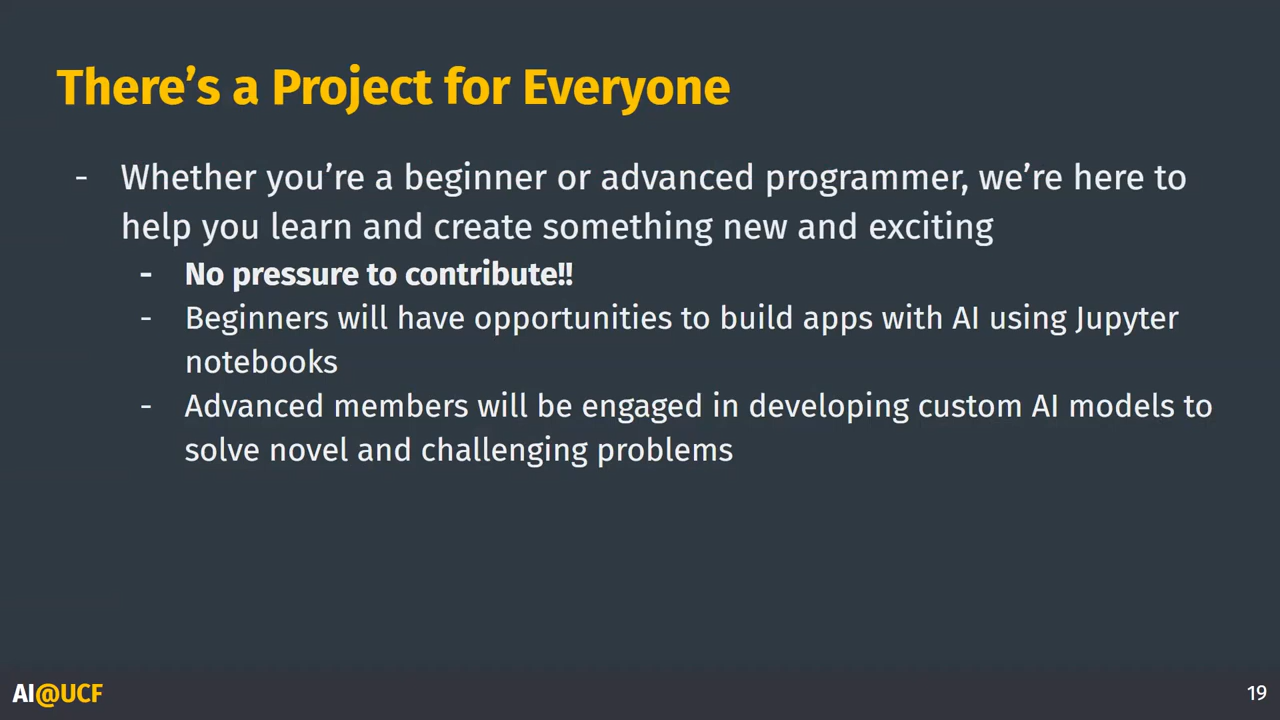 There’s a Project for Everyone
- Whether you’re a beginner or advanced programmer, we’re here to
help you learn and create something new and exciting
- No pressure to contribute!!
- Beginners will have opportunities to build apps with AI using Jupyter
notebooks
- Advanced members will be engaged in developing custom AI models to
solve novel and challenging problems
AI@UCF
19